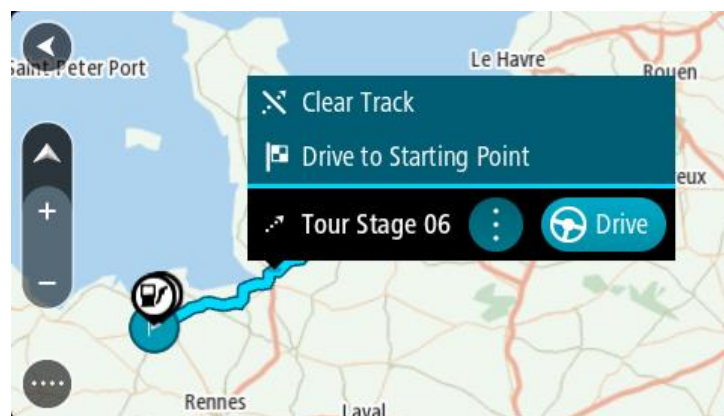 Saint Peter Port
Le Havre
Rouen
Clear Track
Drive to Starting Point
eux
Tour Stage 06
Drive
+
−
Rennes
Laval